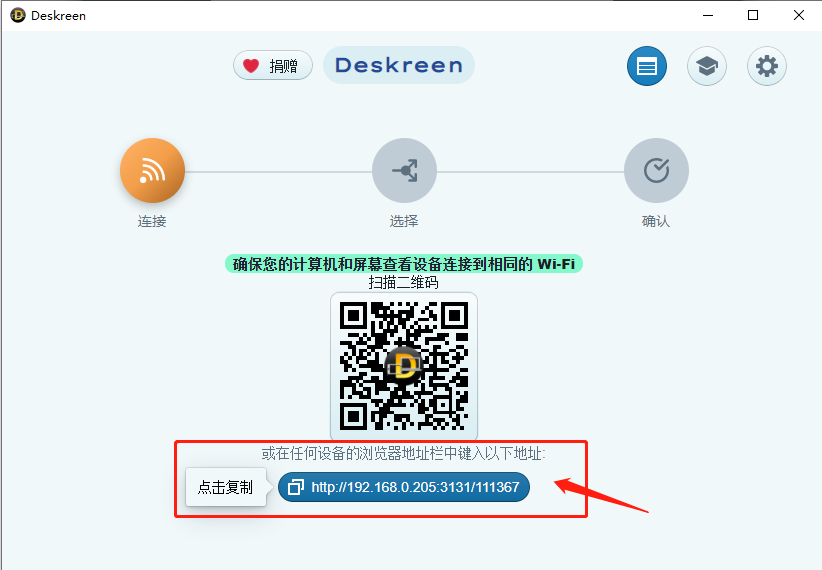 Deskreen
捐赠
Deskreen
连接
选择
确认
确保您的计算机和屏幕查看设备连接到相同的 Wi-Fi
扫描二维码
D
或在任何设备的浏览器地址栏中键入以下地址:
点击复制
http://192.168.0.205:3131/111367